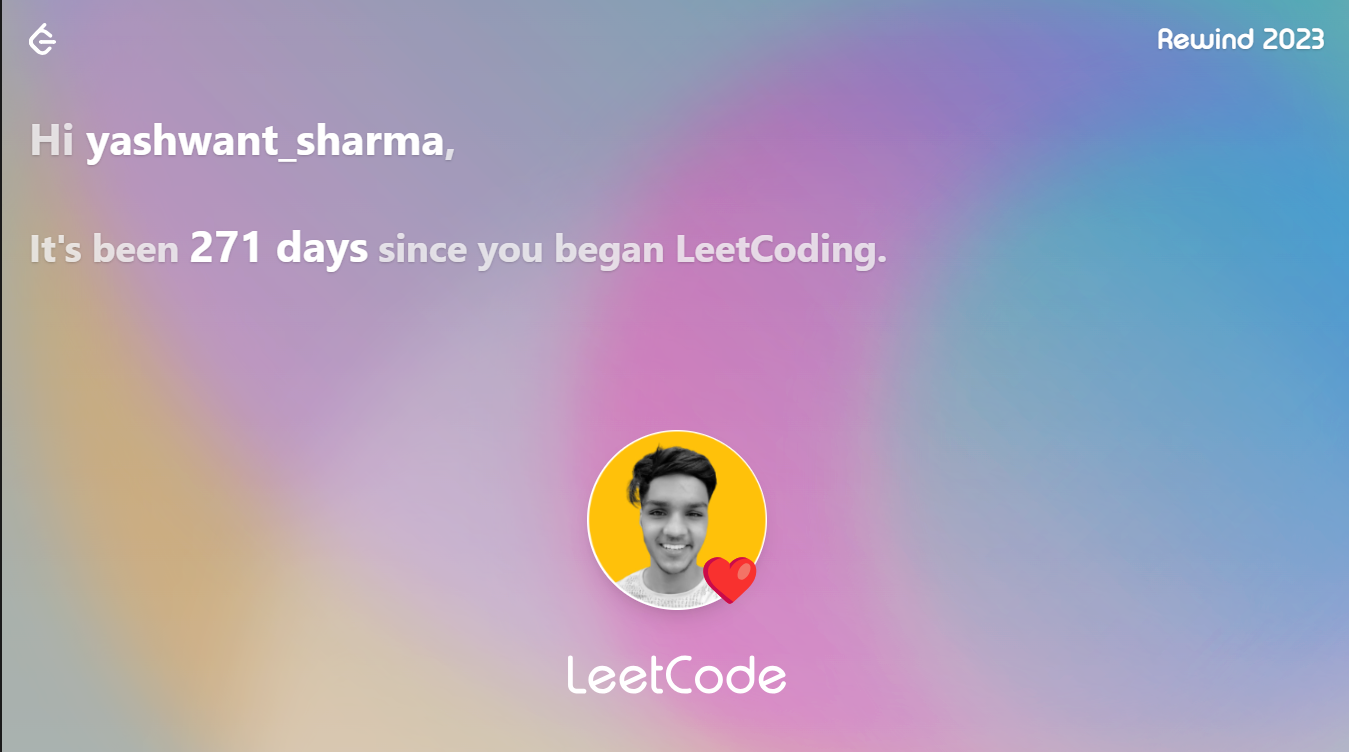 Rewind 2023
Hi yashwant_sharma,
It's been 271 days since you began LeetCoding.
LeetCode